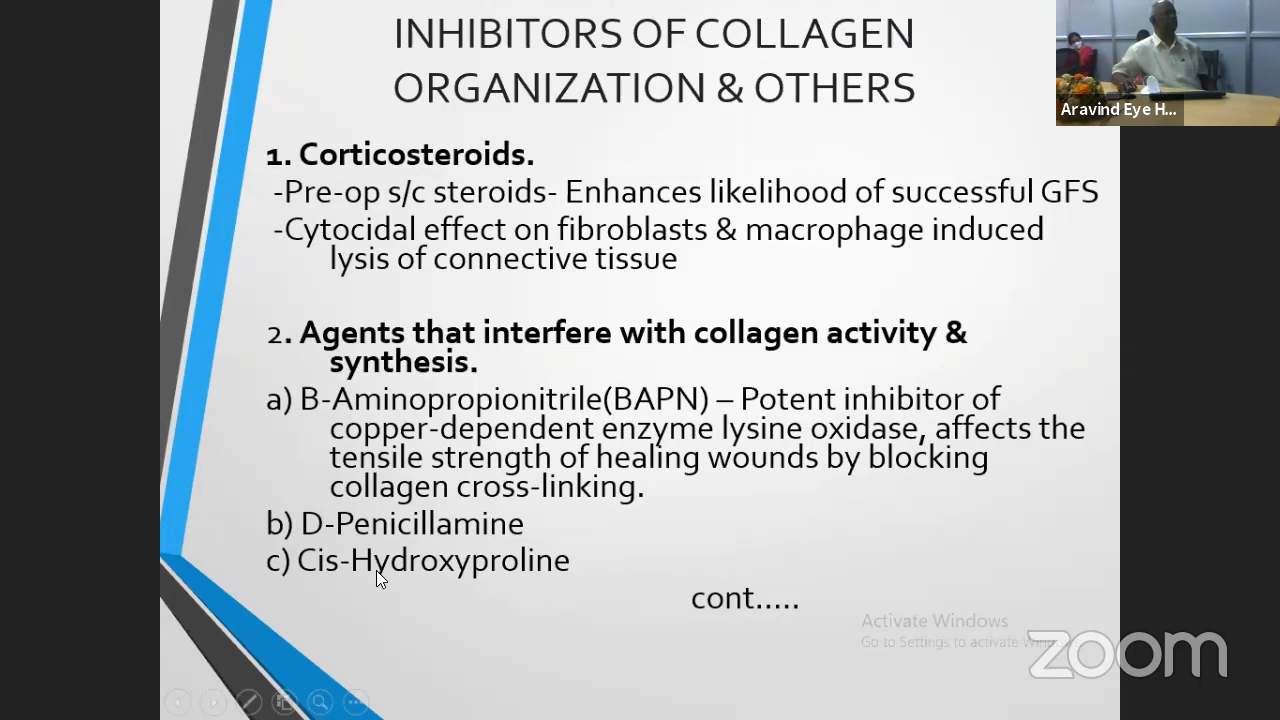 INHIBITORS OF COLLAGEN
ORGANIZATION & OTHERS
Aravind Eye H...
1. Corticosteroids.
-Pre-op s/c steroids- Enhances likelihood of successful GFS
-Cytocidal effect on fibroblasts & macrophage induced
lysis of connective tissue
2. Agents that interfere with collagen activity &
synthesis.
a) B-Aminopropionitrile(BAPN) – Potent inhibitor of
copper-dependent enzyme lysine oxidase, affects the
tensile strength of healing wounds by blocking
collagen cross-linking.
b) D-Penicillamine
c) Cis-Hydroxyproline
cont.....
Activate Windows
Go to Settings to activate
zoom